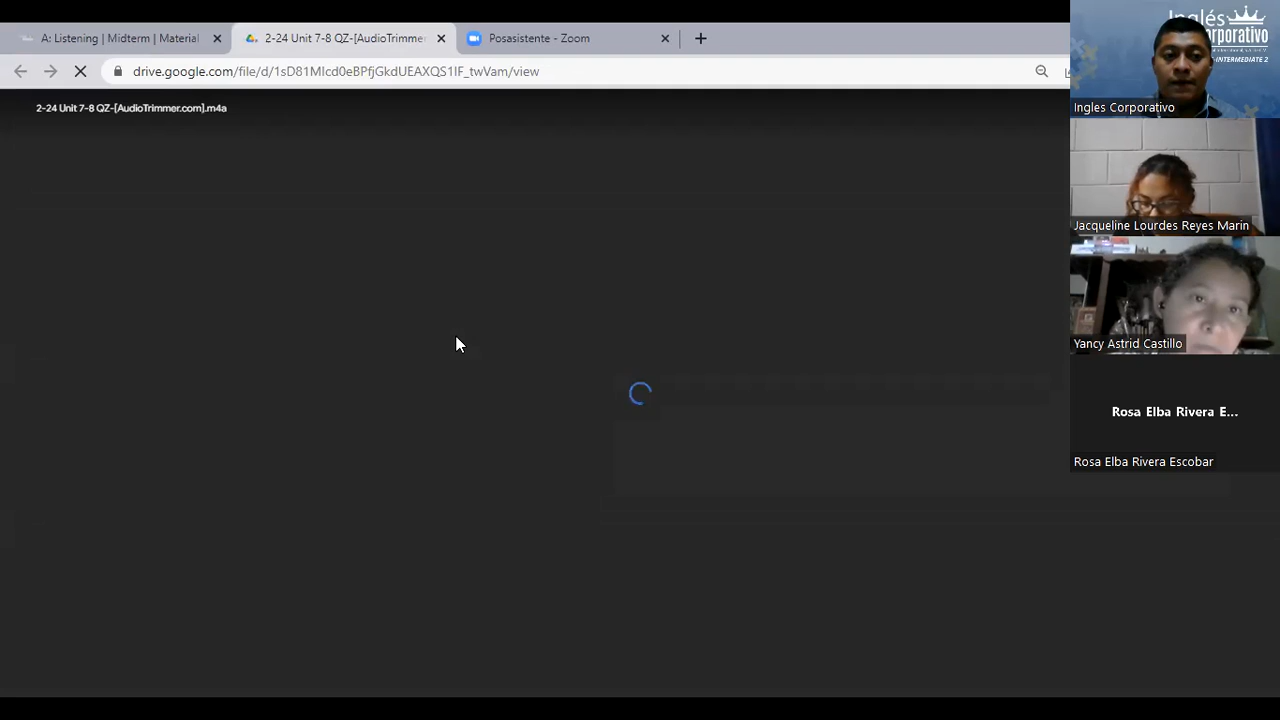 A: Listening | Midterm | Material
2-24 Unit 7-8 QZ-[AudioTrimmer
Posasistente - Zoom
drive.google.com/file/d/1sD81MIcd0eBPfjGkdUEAXQS1IF_twVam/view
2-24 Unit 7-8 QZ-[AudioTrimmer.com].m4a
Inglés
rporativo
-INTERMEDIATE 2
Ingles Corporativo
Jacqueline Lourdes Reyes Marin
Yancy Astrid Castillo
Rosa Elba Rivera E...
Rosa Elba Rivera Escobar